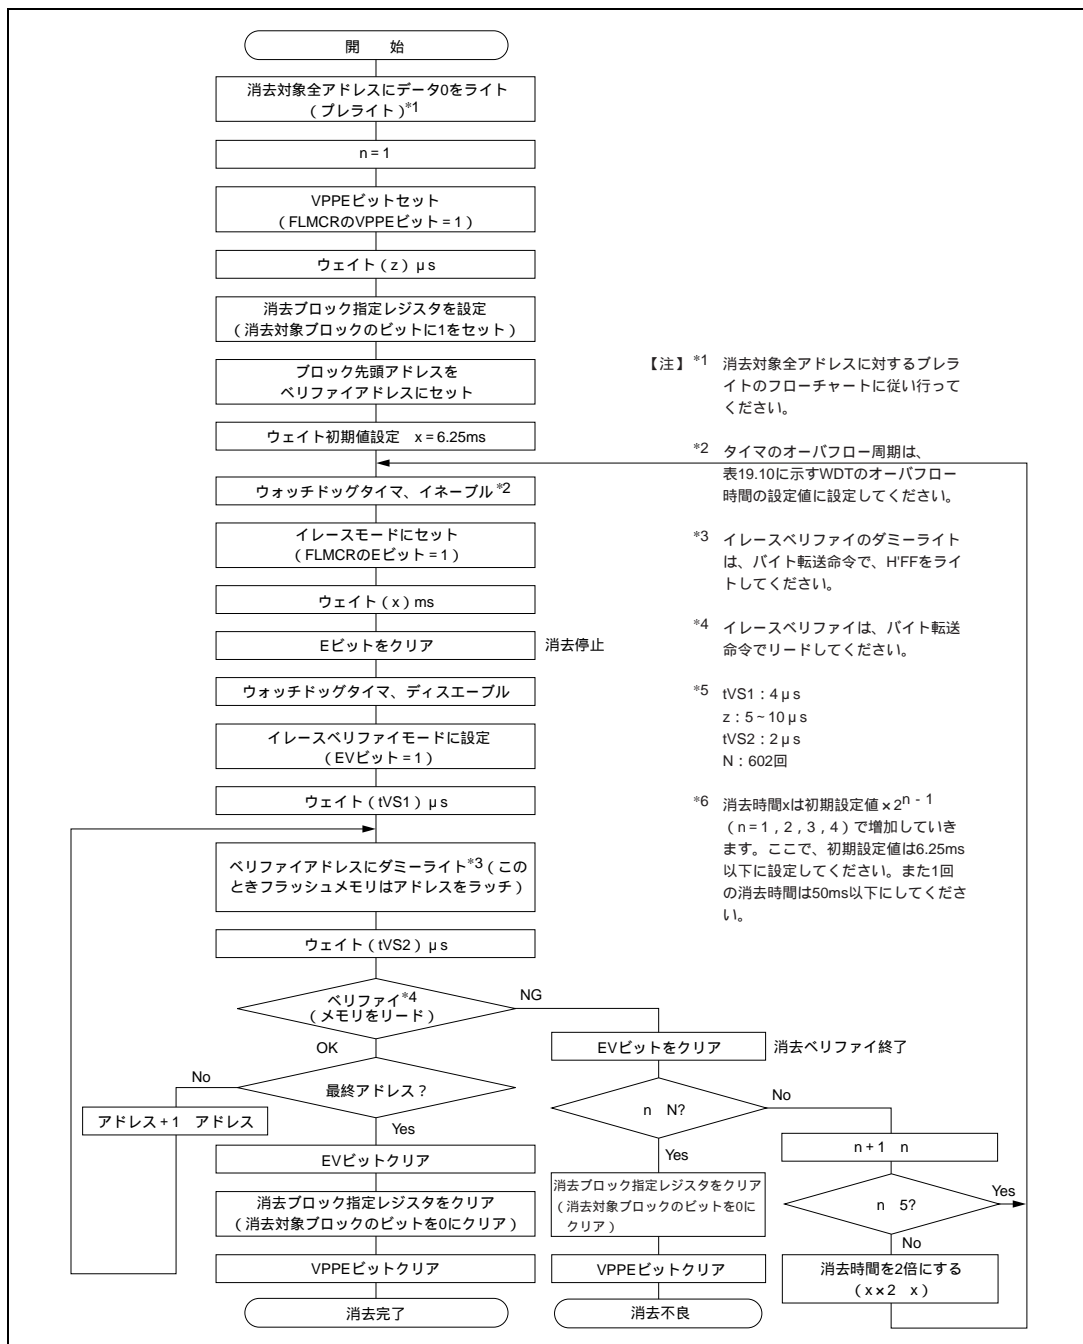 開　始
消去対象全アドレスにデータ0をライト
（プレライト）*1
n = 1
VPPEビットセット
（FLMCRのVPPEビット = 1）
ウェイト（z）μs
消去ブロック指定レジスタを設定
（消去対象ブロックのビットに1をセット）
ブロック先頭アドレスを
ベリファイアドレスにセット
ウェイト初期値設定　x = 6.25ms
ウォッチドッグタイマ、イネーブル*2
イレースモードにセット
（FLMCRのEビット = 1）
ウェイト（x）ms
Eビットをクリア
消去停止
ウォッチドッグタイマ、ディスエーブル
イレースベリファイモードに設定
（EVビット = 1）
ウェイト（tVS1）μs
ベリファイアドレスにダミーライト*3（この
ときフラッシュメモリはアドレスをラッチ）
ウェイト（tVS2）μs
ベリファイ*4
（メモリをリード）
OK
NG
最終アドレス？
No
Yes
アドレス + 1　アドレス
EVビットクリア
消去ブロック指定レジスタをクリア
（消去対象ブロックのビットを0にクリア）
VPPEビットクリア
消去完了
EVビットをクリア
消去ベリファイ終了
n　N?
No
Yes
消去ブロック指定レジスタをクリア
（消去対象ブロックのビットを0に
クリア）
VPPEビットクリア
消去不良
n + 1　n
n　5?
Yes
No
消去時間を2倍にする
（x × 2　x）
【注】*1　消去対象全アドレスに対するプレラ
イトのフローチャートに従い行って
ください。
*2　タイマのオーバフロー周期は、
表19.10に示すWDTのオーバフロー
時間の設定値に設定してください。
*3　イレースベリファイのダミーライト
は、バイト転送命令で、H'FFをライ
トしてください。
*4　イレースベリファイは、バイト転送
命令でリードしてください。
*5　tVS1：4μs
z：5～10μs
tVS2：2μs
N：602回
*6　消去時間xは初期設定値 × 2n - 1
（n = 1 , 2 , 3 , 4）で増加していき
ます。ここで、初期設定値は6.25ms
以下に設定してください。また1回
の消去時間は50ms以下にしてくださ
い。